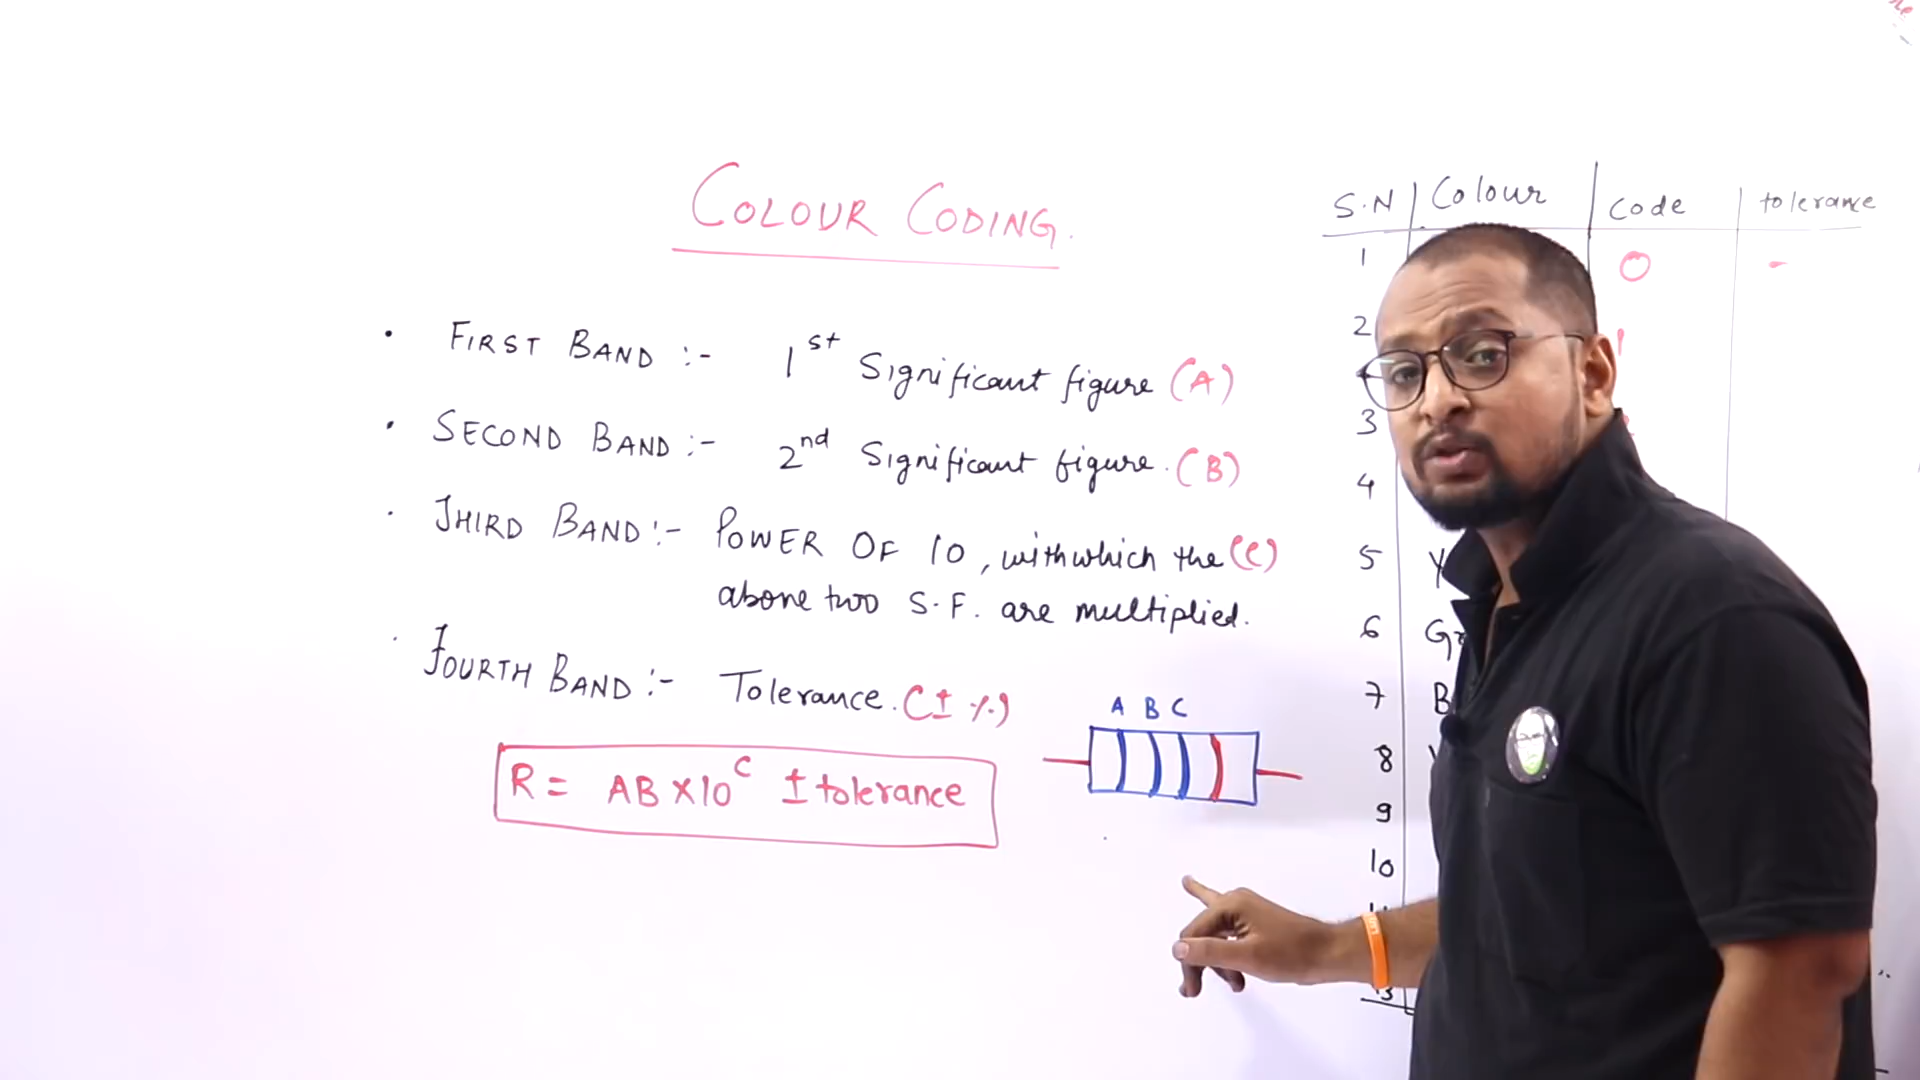 COLOUR CODING.
• FIRST BAND :- 1st Significant figure (A)
• SECOND BAND :- 2nd Significant figure. (B)
• THIRD BAND :- POWER OF 10, with which the (C)
above two S.F. are multiplied.
• FOURTH BAND :- Tolerance. (± %)
R = AB × 10^C ± tolerance
A B C
S.N Colour Code tolerance
1 0 -
2 1
3
4
5 Y
6 Gr
7 B
8
9
10